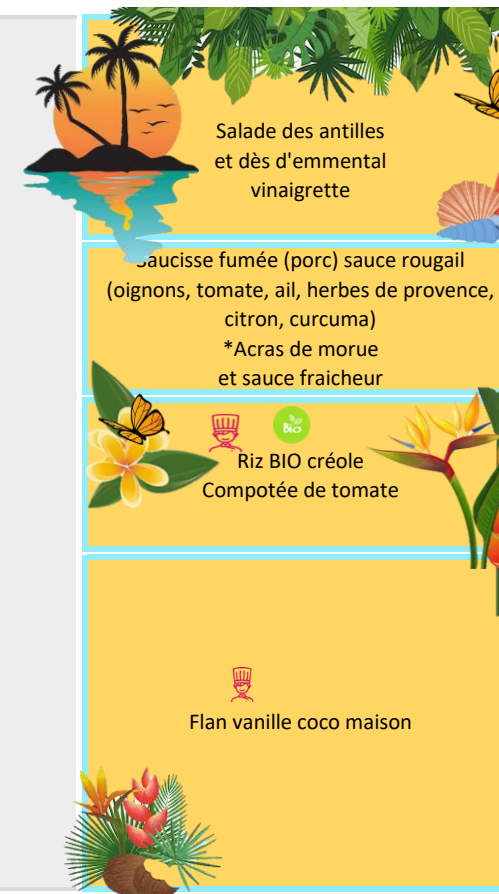 Salade des antilles
et dès d'emmental
vinaigrette
Saucisse fumée (porc) sauce rougail
(oignons, tomate, ail, herbes de provence,
citron, curcuma)
*Acras de morue
et sauce fraicheur
Bio
Riz BIO créole
Compotée de tomate
Flan vanille coco maison